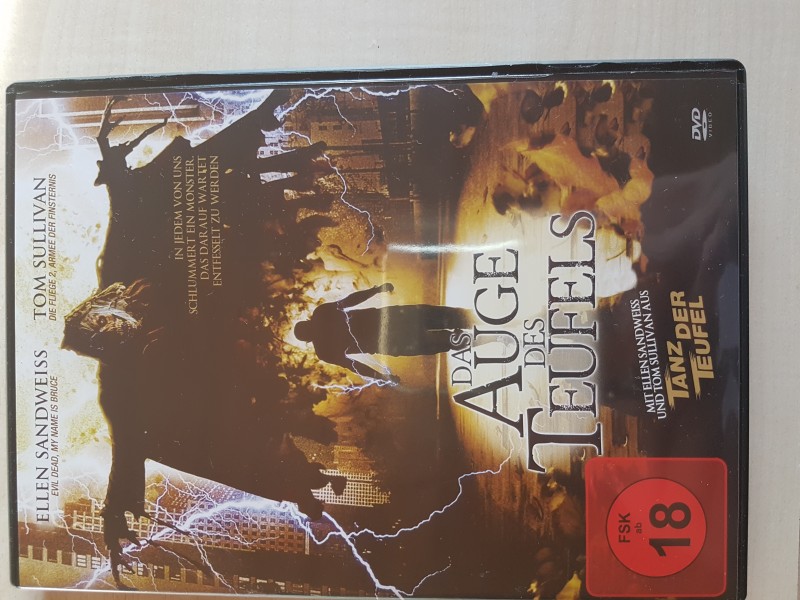 ELLEN SANDWEISS
EVIL DEAD, MY NAME IS BRUCE
TOM SULLIVAN
DIE FLIEGE 2, ARMEE DER FINSTERNIS
IN JEDEM VON UNS
SCHLUMMERT EIN MONSTER,
DAS DARAUF WARTET
ENTFESSELT ZU WERDEN
DAS
AUGE
DES
TEUFELS
MIT ELLEN SANDWEISS
UND TOM SULLIVAN AUS
TANZ DER
TEUFEL
FSK
ab
18
DVD
VIDEO